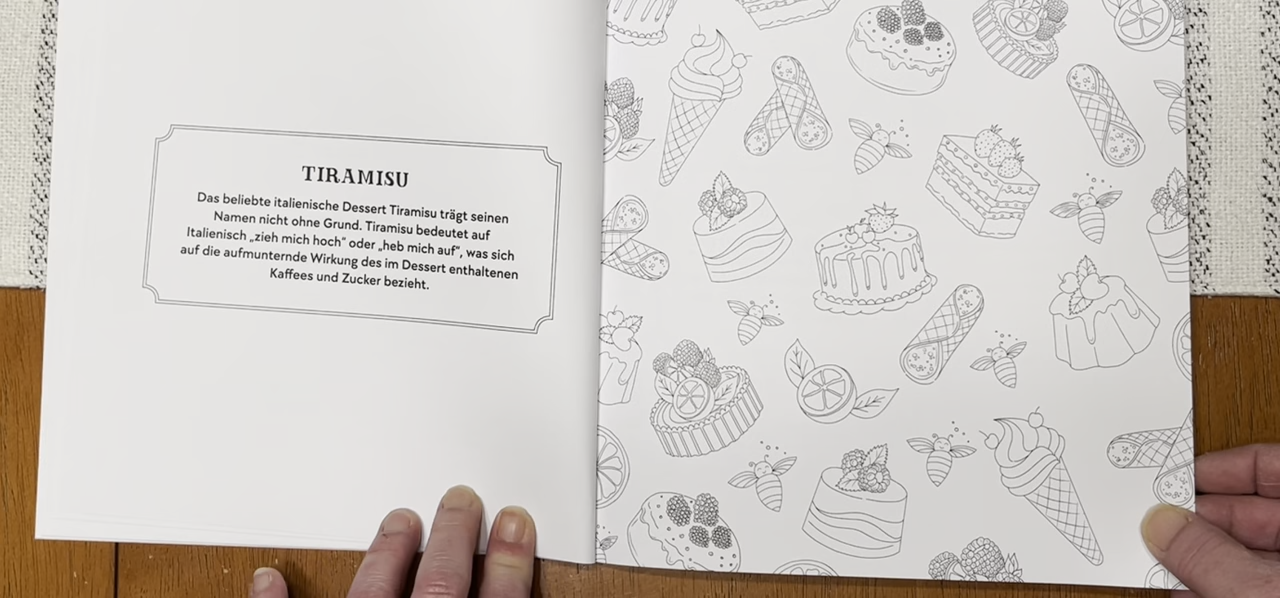 TIRAMISU
Das beliebte italienische Dessert Tiramisu trägt seinen
Namen nicht ohne Grund. Tiramisu bedeutet auf
Italienisch „zieh mich hoch“ oder „heb mich auf“, was sich
auf die aufmunternde Wirkung des im Dessert enthaltenen
Kaffees und Zucker bezieht.